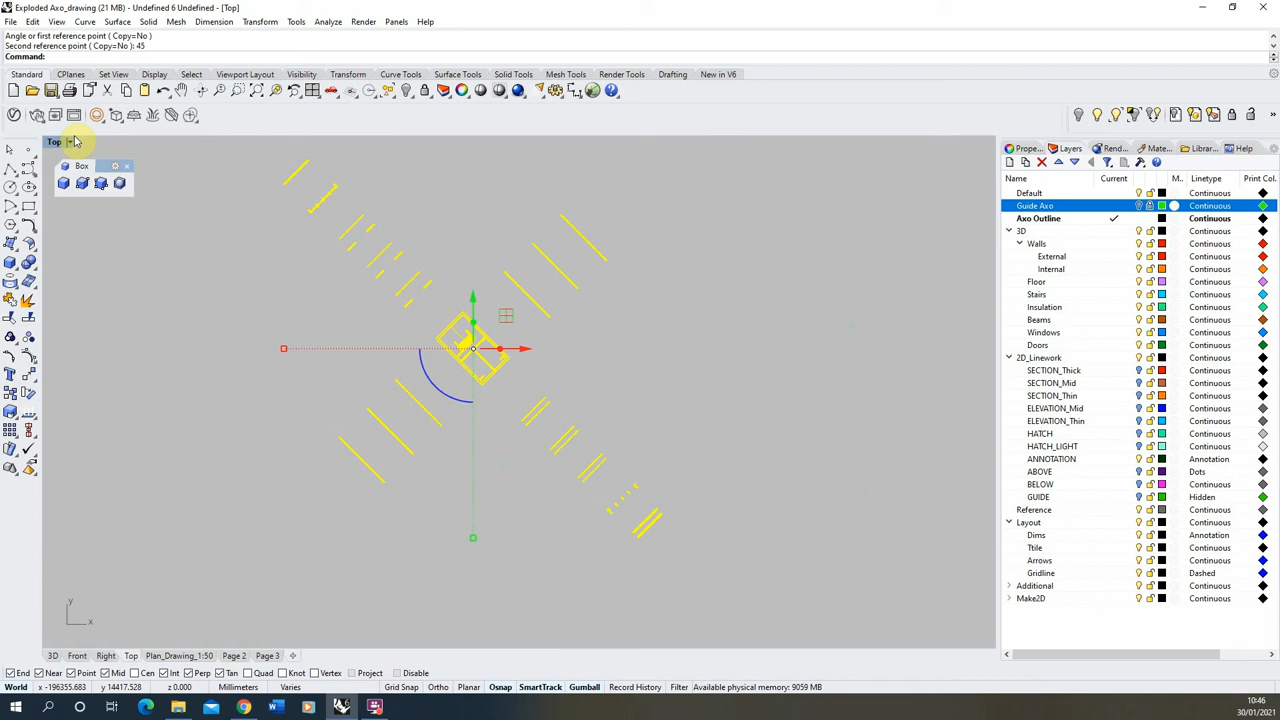 Exploded Axo_drawing (21 MB) - Undefined 6 Undefined - [Top]
File Edit View Curve Surface Solid Mesh Dimension Transform Tools Analyze Render Panels Help
Angle or first reference point ( Copy=No )
Second reference point ( Copy=No ): 45
Command:
Standard CPlanes Set View Display Select Viewport Layout Visibility Transform Curve Tools Surface Tools Solid Tools Mesh Tools Render Tools Drafting New in V6
Top
Box
Prope... Layers Rend... Mate... Librar... Help
Name Current M.. Linetype Print Col.
Default Continuous
Guide Axo Continuous
Axo Outline Continuous
3D Continuous
Walls Continuous
External Continuous
Internal Continuous
Floor Continuous
Stairs Continuous
Insulation Continuous
Beams Continuous
Windows Continuous
Doors Continuous
2D_Linework Continuous
SECTION_Thick Continuous
SECTION_Mid Continuous
SECTION_Thin Continuous
ELEVATION_Mid Continuous
ELEVATION_Thin Continuous
HATCH Continuous
HATCH_LIGHT Continuous
ANNOTATION Annotation
ABOVE Dots
BELOW Continuous
GUIDE Hidden
Reference Continuous
Layout Continuous
Dims Annotation
Ttile Continuous
Arrows Continuous
Gridline Dashed
Additional Continuous
Make2D Continuous
y
x
3D Front Right Top Plan_Drawing_1:50 Page 2 Page 3
End Near Point Mid Cen Int Perp Tan Quad Knot Vertex Project Disable
World x -196355.683 y 14417.528 z 0.000 Millimeters Varies Grid Snap Ortho Planar Osnap SmartTrack Gumball Record History Filter Available physical memory: 9059 MB
10:46
30/01/2021